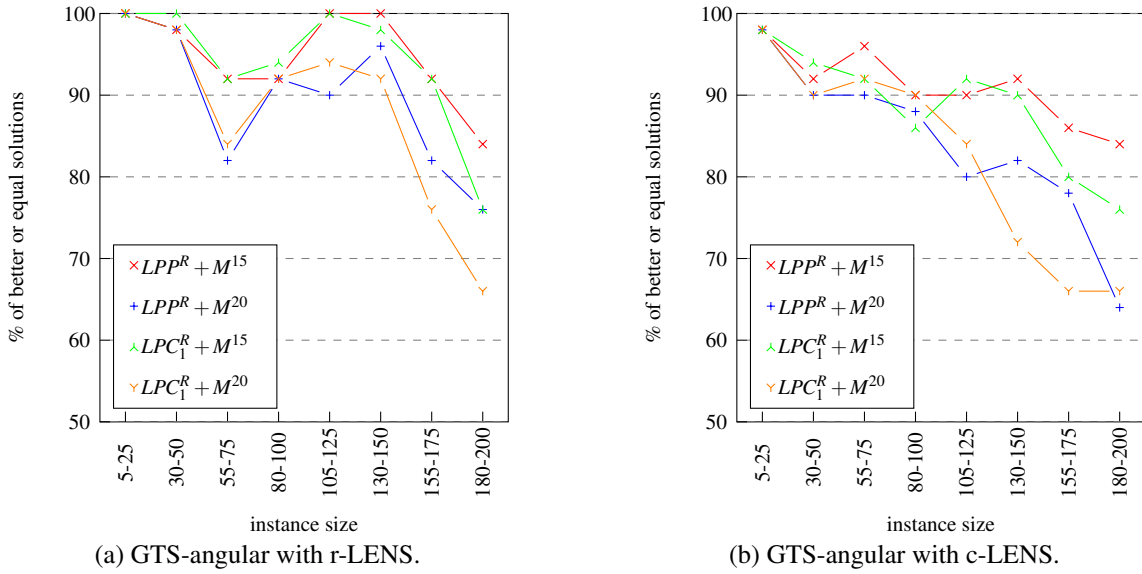 100
90
80
70
60
50
% of better or equal solutions
LPP^R + M^15
LPP^R + M^20
LPC_1^R + M^15
LPC_1^R + M^20
5-25
30-50
55-75
80-100
105-125
130-150
155-175
180-200
instance size
(a) GTS-angular with r-LENS.
100
90
80
70
60
50
% of better or equal solutions
LPP^R + M^15
LPP^R + M^20
LPC_1^R + M^15
LPC_1^R + M^20
5-25
30-50
55-75
80-100
105-125
130-150
155-175
180-200
instance size
(b) GTS-angular with c-LENS.